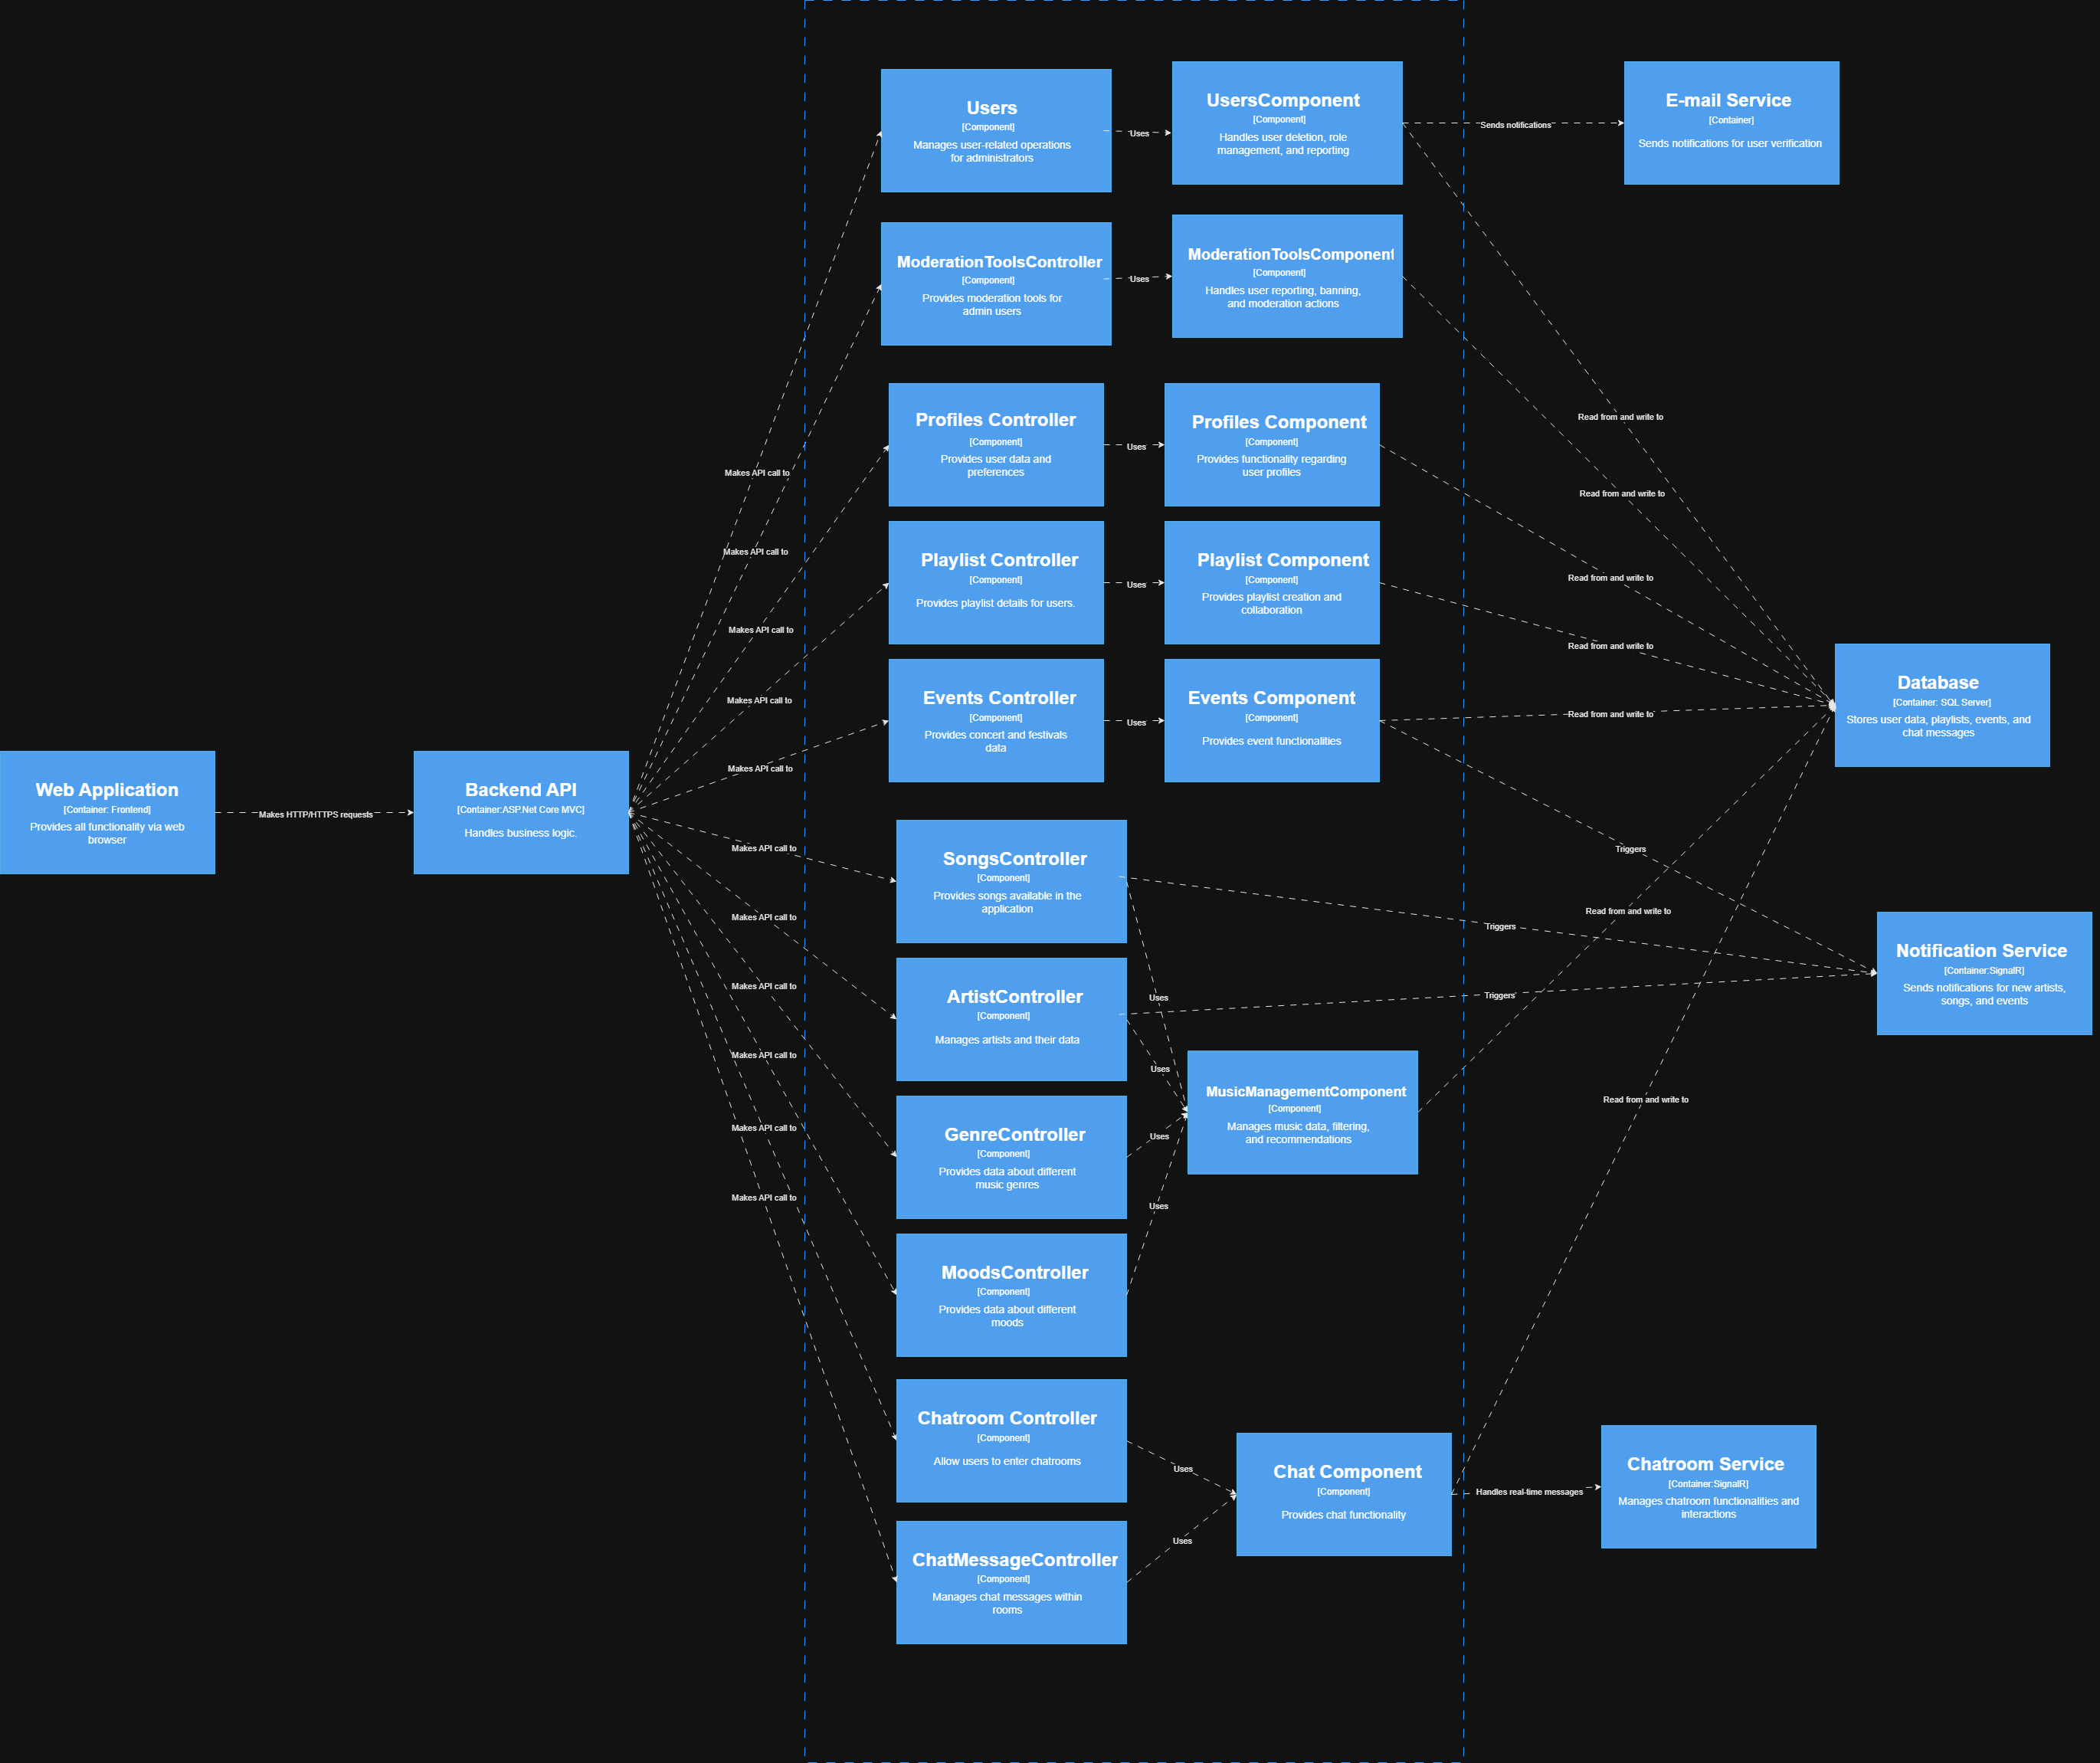 Web Application
[Container: Frontend]
Provides all functionality via web
browser
Makes HTTP/HTTPS requests
Backend API
[Container:ASP.Net Core MVC]
Handles business logic.
Makes API call to
Makes API call to
Makes API call to
Makes API call to
Makes API call to
Makes API call to
Makes API call to
Makes API call to
Makes API call to
Makes API call to
Makes API call to
Users
[Component]
Manages user-related operations
for administrators
Uses
UsersComponent
[Component]
Handles user deletion, role
management, and reporting
Sends notifications
E-mail Service
[Container]
Sends notifications for user verification
ModerationToolsController
[Component]
Provides moderation tools for
admin users
Uses
ModerationToolsComponent
[Component]
Handles user reporting, banning,
and moderation actions
Profiles Controller
[Component]
Provides user data and
preferences
Uses
Profiles Component
[Component]
Provides functionality regarding
user profiles
Playlist Controller
[Component]
Provides playlist details for users.
Uses
Playlist Component
[Component]
Provides playlist creation and
collaboration
Events Controller
[Component]
Provides concert and festivals
data
Uses
Events Component
[Component]
Provides event functionalities
Read from and write to
Read from and write to
Read from and write to
Read from and write to
Read from and write to
Database
[Container: SQL Server]
Stores user data, playlists, events, and
chat messages
SongsController
[Component]
Provides songs available in the
application
Triggers
Triggers
Triggers
Notification Service
[Container:SignalR]
Sends notifications for new artists,
songs, and events
ArtistController
[Component]
Manages artists and their data
Uses
Uses
Uses
Uses
GenreController
[Component]
Provides data about different
music genres
MusicManagementComponent
[Component]
Manages music data, filtering,
and recommendations
Read from and write to
Read from and write to
MoodsController
[Component]
Provides data about different
moods
Chatroom Controller
[Component]
Allow users to enter chatrooms
Uses
Uses
Chat Component
[Component]
Provides chat functionality
Handles real-time messages
Chatroom Service
[Container:SignalR]
Manages chatroom functionalities and
interactions
ChatMessageController
[Component]
Manages chat messages within
rooms